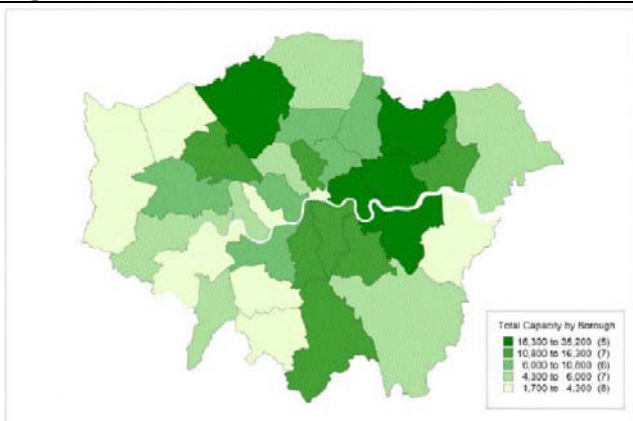 Total Capacity by Borough
16,300 to 35,200 (5)
10,800 to 16,300 (7)
6,000 to 10,800 (6)
4,300 to 6,000 (7)
1,700 to 4,300 (8)